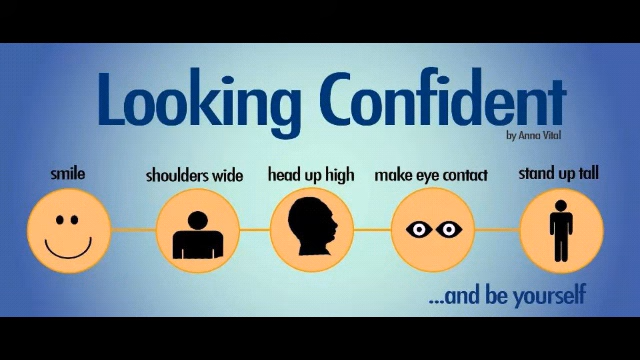 Looking Confident
by Anna Vital
smile
shoulders wide
head up high
make eye contact
stand up tall
...and be yourself